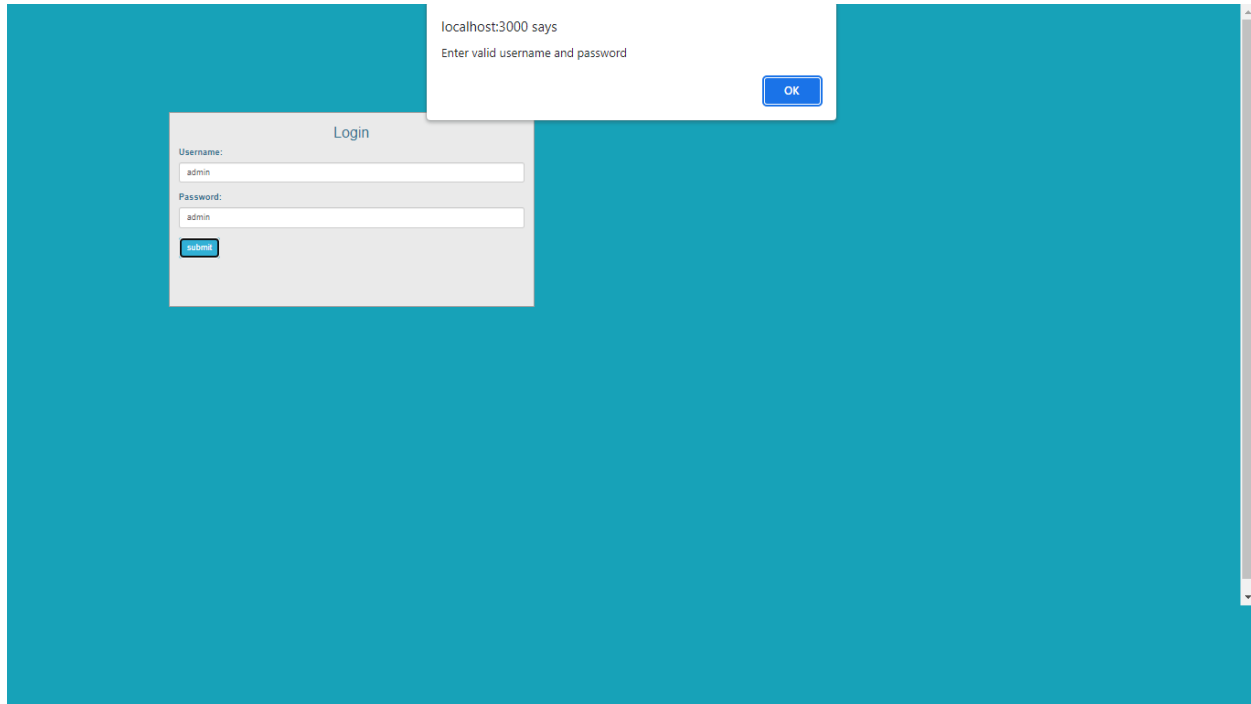 localhost:3000 says
Enter valid username and password
OK
Login
Username:
admin
Password:
admin
submit